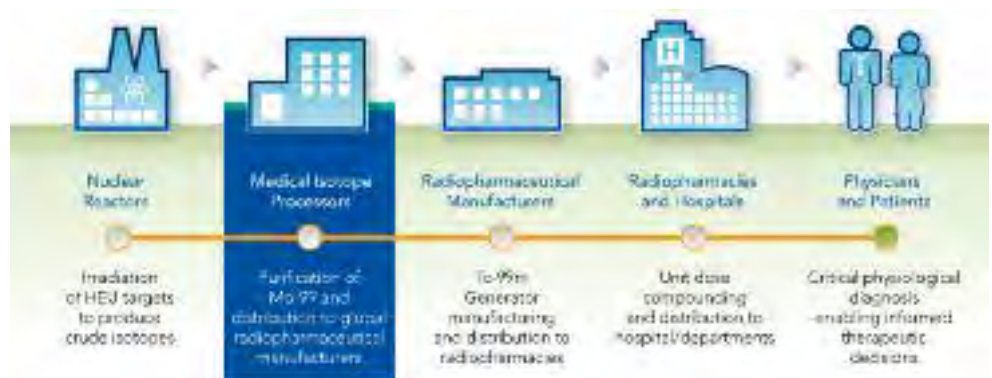 H
Nuclear
Reactors
Medical Isotope
Processors
Radiopharmaceutical
Manufacturers
Radiopharmacies
and Hospitals
Physicians
and Patients
Irradiation
of HEU targets
to produce
crude isotopes
Purification of
Mo-99 and
distribution to global
radiopharmaceutical
manufacturers
Tc-99m
Generator
manufacturing
and distribution to
radiopharmacies
Unit dose
compounding
and distribution to
hospital/departments
Critical physiological
diagnosis
enabling informed
therapeutic
decisions